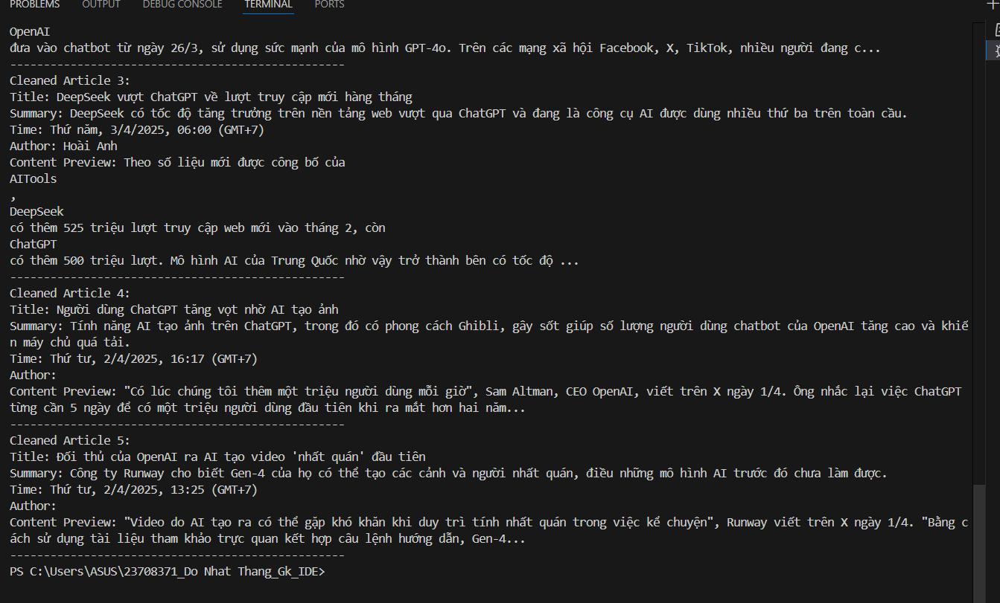 PROBLEMS OUTPUT DEBUG CONSOLE TERMINAL PORTS
OpenAI
đưa vào chatbot từ ngày 26/3, sử dụng sức mạnh của mô hình GPT-4o. Trên các mạng xã hội Facebook, X, TikTok, nhiều người đang c...
--------------------------------------------------
Cleaned Article 3:
Title: DeepSeek vượt ChatGPT về lượt truy cập mới hàng tháng
Summary: DeepSeek có tốc độ tăng trưởng trên nền tảng web vượt qua ChatGPT và đang là công cụ AI được dùng nhiều thứ ba trên toàn cầu.
Time: Thứ năm, 3/4/2025, 06:00 (GMT+7)
Author: Hoài Anh
Content Preview: Theo số liệu mới được công bố của
AITools
,
DeepSeek
có thêm 525 triệu lượt truy cập web mới vào tháng 2, còn
ChatGPT
có thêm 500 triệu lượt. Mô hình AI của Trung Quốc nhờ vậy trở thành bên có tốc độ ...
--------------------------------------------------
Cleaned Article 4:
Title: Người dùng ChatGPT tăng vọt nhờ AI tạo ảnh
Summary: Tính năng AI tạo ảnh trên ChatGPT, trong đó có phong cách Ghibli, gây sốt giúp số lượng người dùng chatbot của OpenAI tăng cao và khiế
n máy chủ quá tải.
Time: Thứ tư, 2/4/2025, 16:17 (GMT+7)
Author:
Content Preview: "Có lúc chúng tôi thêm một triệu người dùng mỗi giờ", Sam Altman, CEO OpenAI, viết trên X ngày 1/4. Ông nhắc lại việc ChatGPT
từng cần 5 ngày để có một triệu người dùng đầu tiên khi ra mắt hơn hai năm...
--------------------------------------------------
Cleaned Article 5:
Title: Đối thủ của OpenAI ra AI tạo video 'nhất quán' đầu tiên
Summary: Công ty Runway cho biết Gen-4 của họ có thể tạo các cảnh và người nhất quán, điều những mô hình AI trước đó chưa làm được.
Time: Thứ tư, 2/4/2025, 13:25 (GMT+7)
Author:
Content Preview: "Video do AI tạo ra có thể gặp khó khăn khi duy trì tính nhất quán trong việc kể chuyện", Runway viết trên X ngày 1/4. "Bằng c
ách sử dụng tài liệu tham khảo trực quan kết hợp câu lệnh hướng dẫn, Gen-4...
--------------------------------------------------
PS C:\Users\ASUS\23708371_Do Nhat Thang_Gk_IDE>